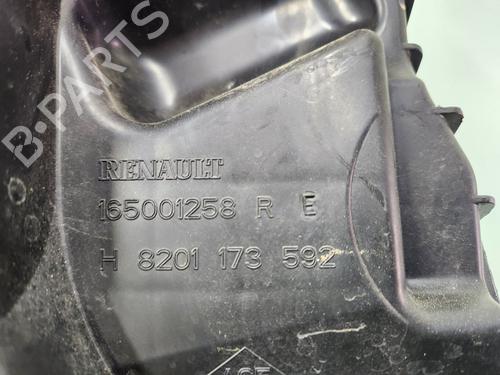 B-PARTS
RENAULT
165001258 R E
H 8201 173 592